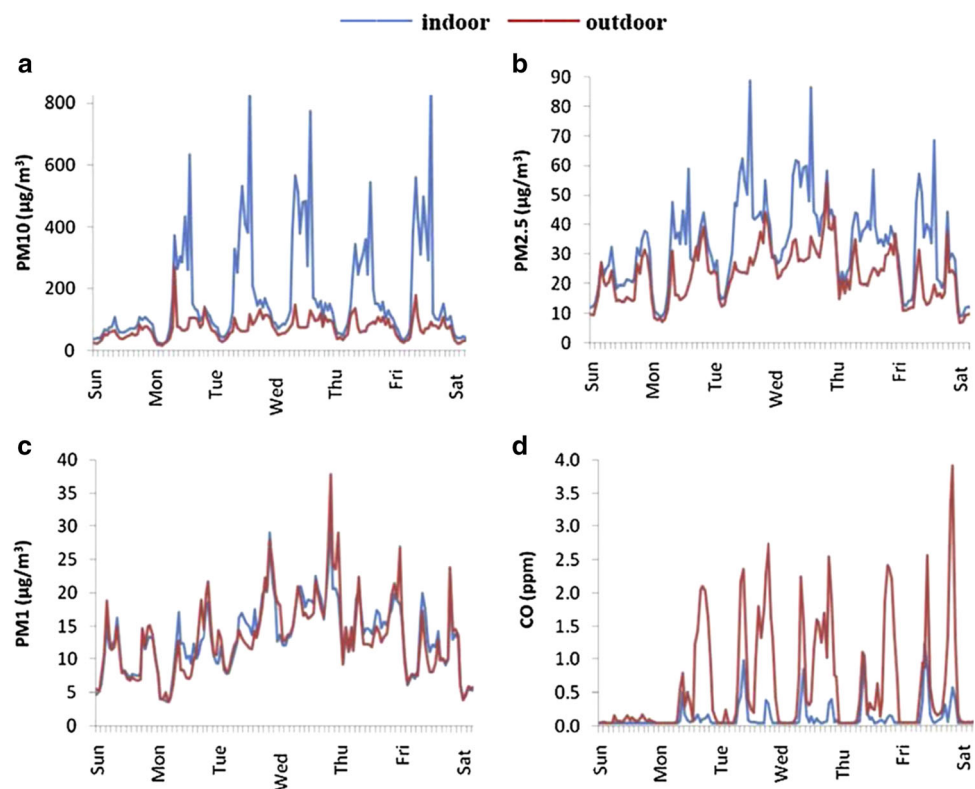 indoor outdoor
a
PM10 (µg/m³)
800
600
400
200
0
Sun Mon Tue Wed Thu Fri Sat
b
PM2.5 (µg/m³)
90
80
70
60
50
40
30
20
10
0
Sun Mon Tue Wed Thu Fri Sat
c
PM1 (µg/m³)
40
35
30
25
20
15
10
5
0
Sun Mon Tue Wed Thu Fri Sat
d
CO (ppm)
4.0
3.5
3.0
2.5
2.0
1.5
1.0
0.5
0.0
Sun Mon Tue Wed Thu Fri Sat